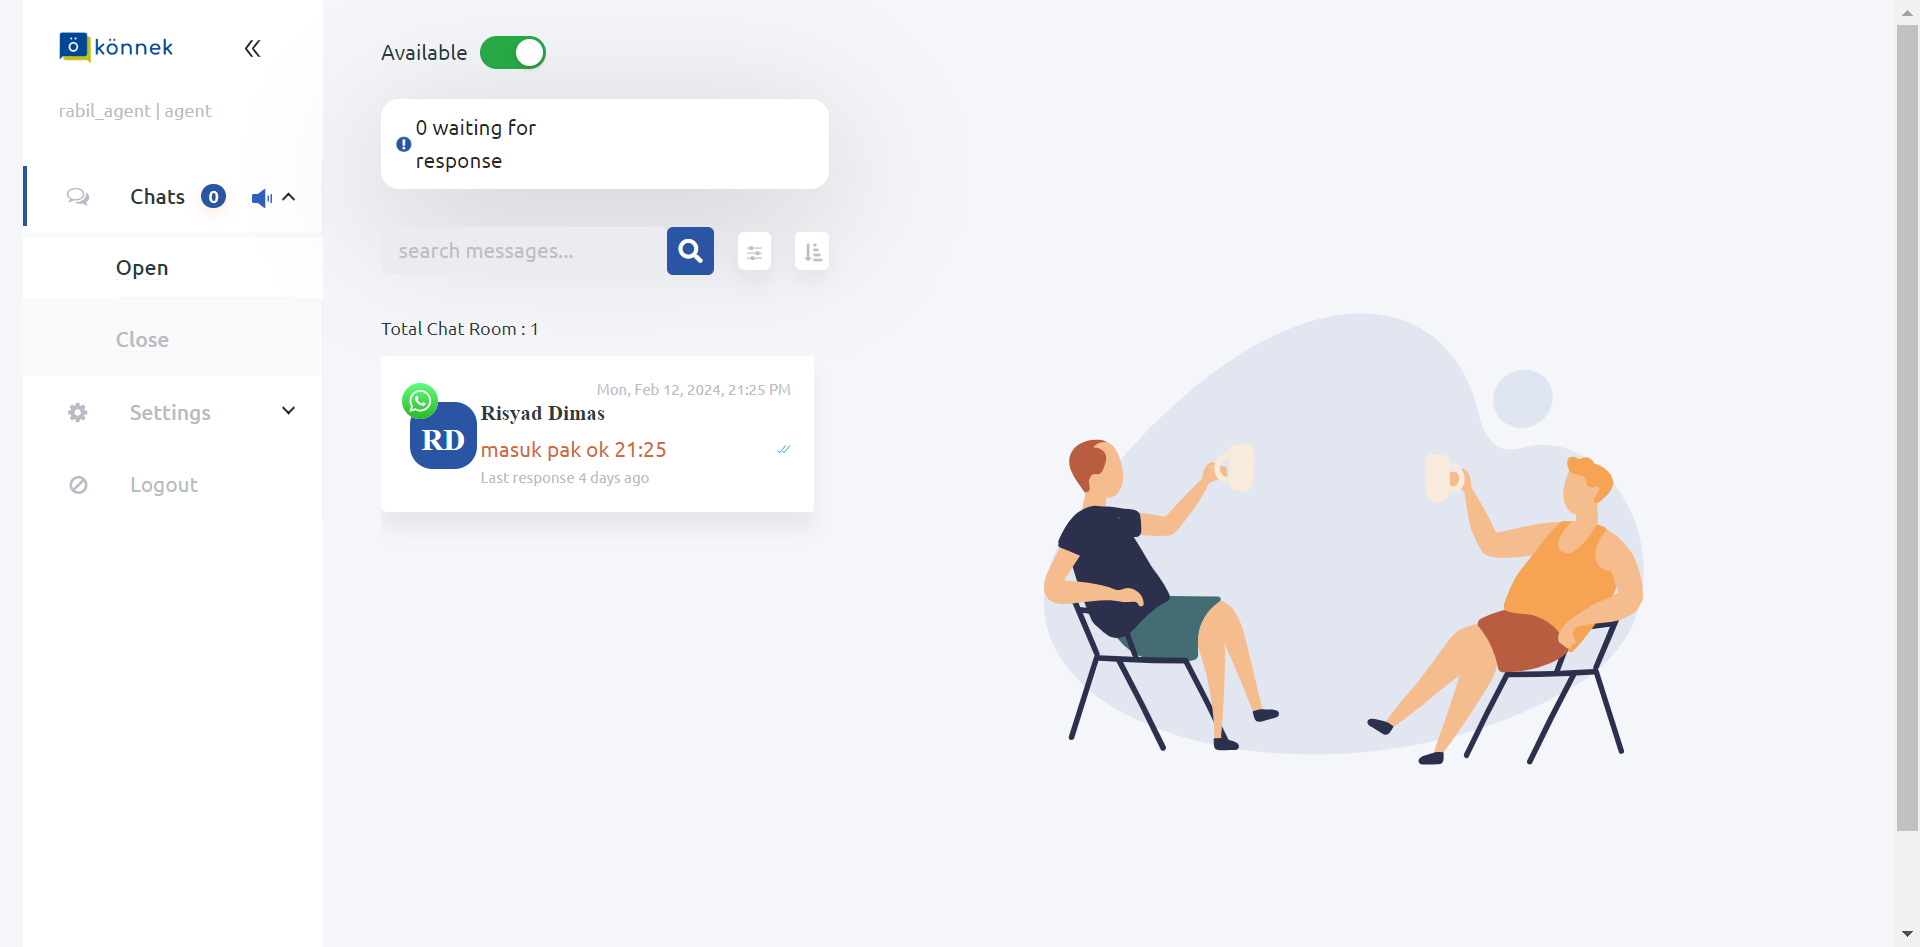 ö könnek
rabil_agent | agent
Chats 0
Open
Close
Settings
Logout
Available
0 waiting for
response
search messages...
Total Chat Room : 1
Mon, Feb 12, 2024, 21:25 PM
RD
Risyad Dimas
masuk pak ok 21:25
Last response 4 days ago